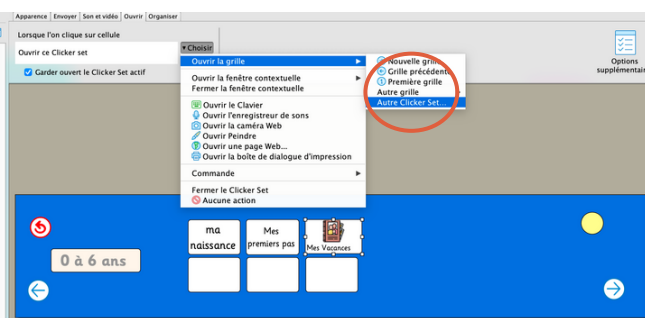 Apparence Envoyer Son et vidéo Ouvrir Organiser
Lorsque l'on clique sur cellule
Ouvrir ce Clicker set
Choisir
Garder ouvert le Clicker Set actif
Options
supplémentair
Ouvrir la grille
Ouvrir la fenêtre contextuelle
Fermer la fenêtre contextuelle
Ouvrir le Clavier
Ouvrir l'enregistreur de sons
Ouvrir la caméra Web
Ouvrir Peindre
Ouvrir une page Web...
Ouvrir la boîte de dialogue d'impression
Commande
Fermer le Clicker Set
Aucune action
Nouvelle grille
Grille précédente
Première grille
Autre grille
Autre Clicker Set...
0 à 6 ans
ma
naissance
Mes
premiers pas
Mes Vacances